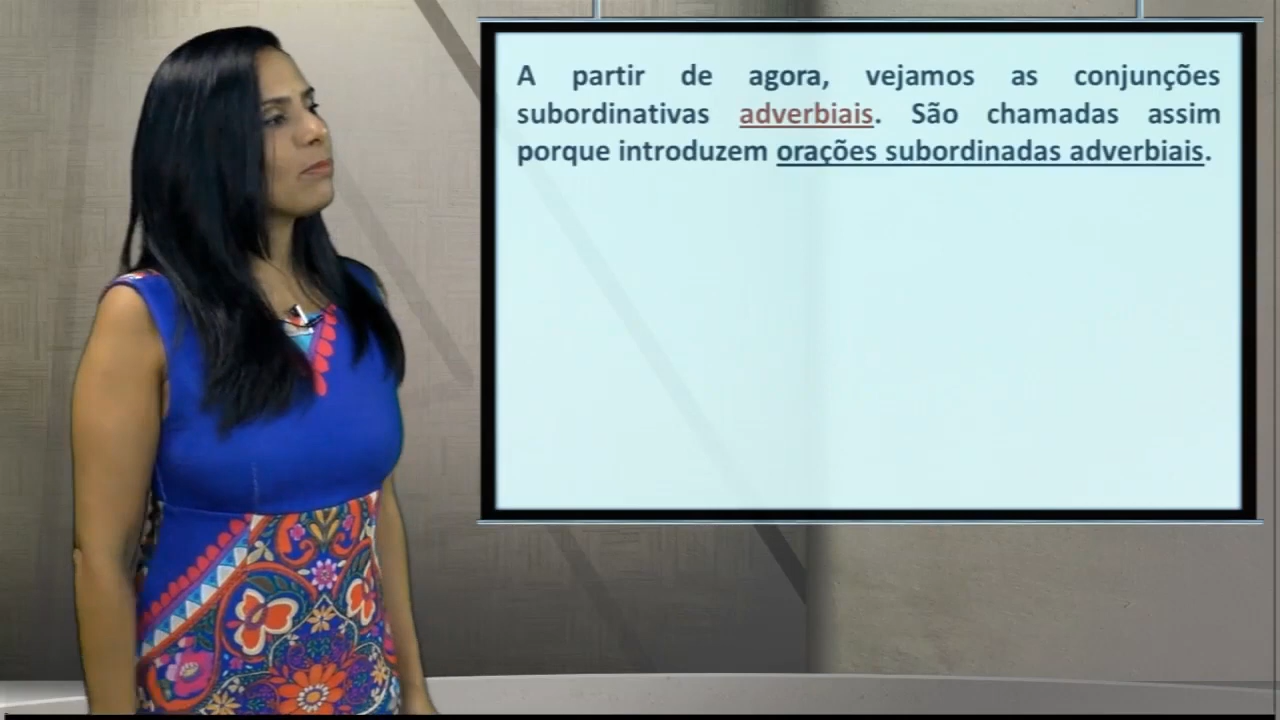 A partir de agora, vejamos as conjunções
subordinativas adverbiais. São chamadas assim
porque introduzem orações subordinadas adverbiais.